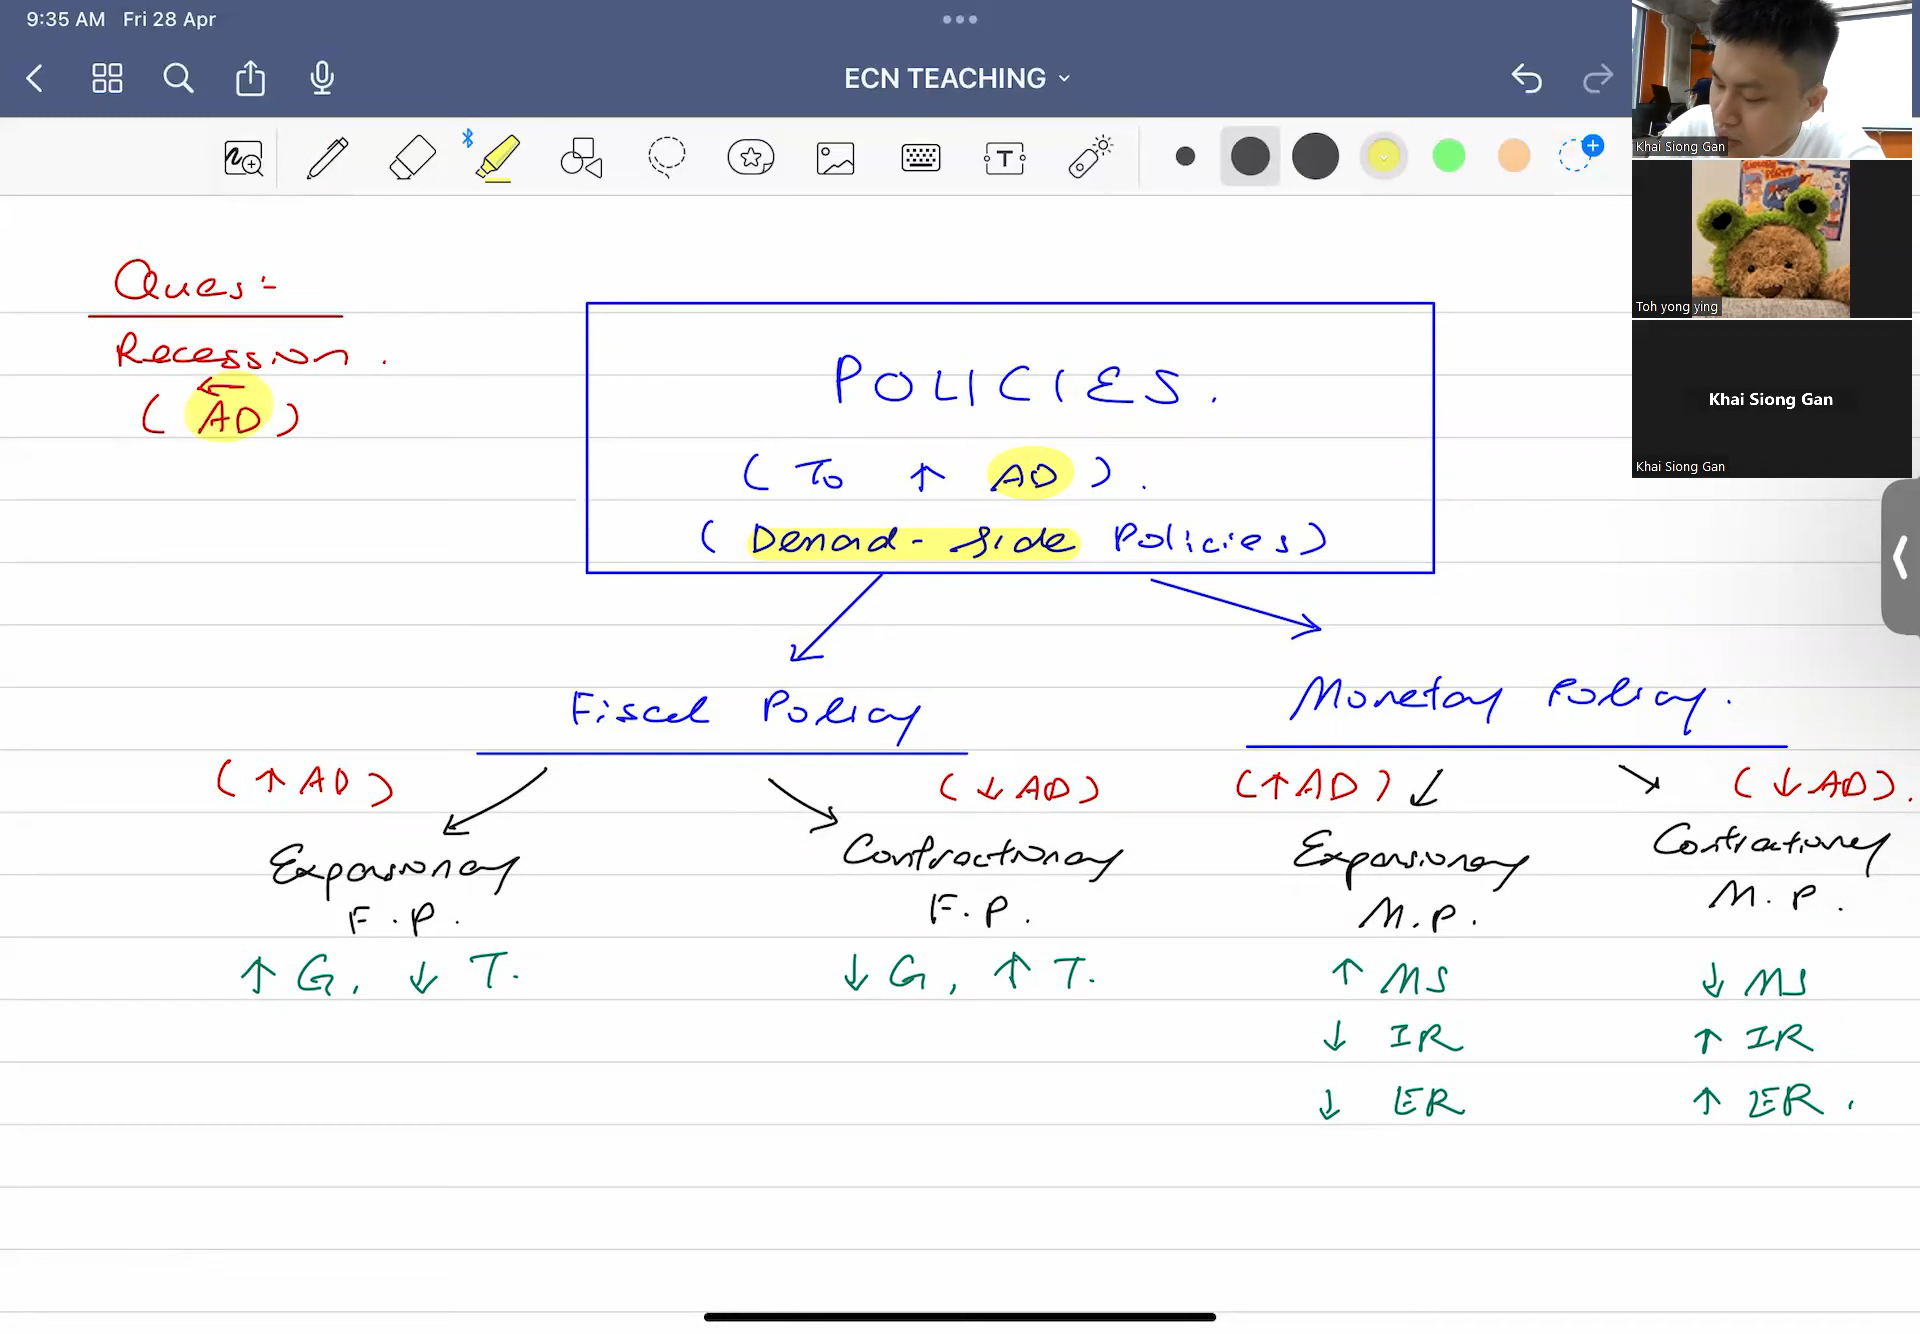 9:35 AM Fri 28 Apr
ECN TEACHING
T
Khai Siong Gan
Toh yong ying
Khai Siong Gan
Khai Siong Gan
Ques :-
Recession .
( AD )
POLICIES .
( To ↑ AD ) .
( Demad - Side Policies )
Fiscal Policy
Monetary Policy .
( ↑ AD )
( ↓ AD )
( ↑ AD )
( ↓ AD ) .
Expansionary
F . P .
↑ G , ↓ T .
Contractionary
F . P .
↓ G , ↑ T .
Expansionary
M . P .
↑ MS
↓ IR
↓ ER
Contractionary
M . P .
↓ MS
↑ IR
↑ ER .